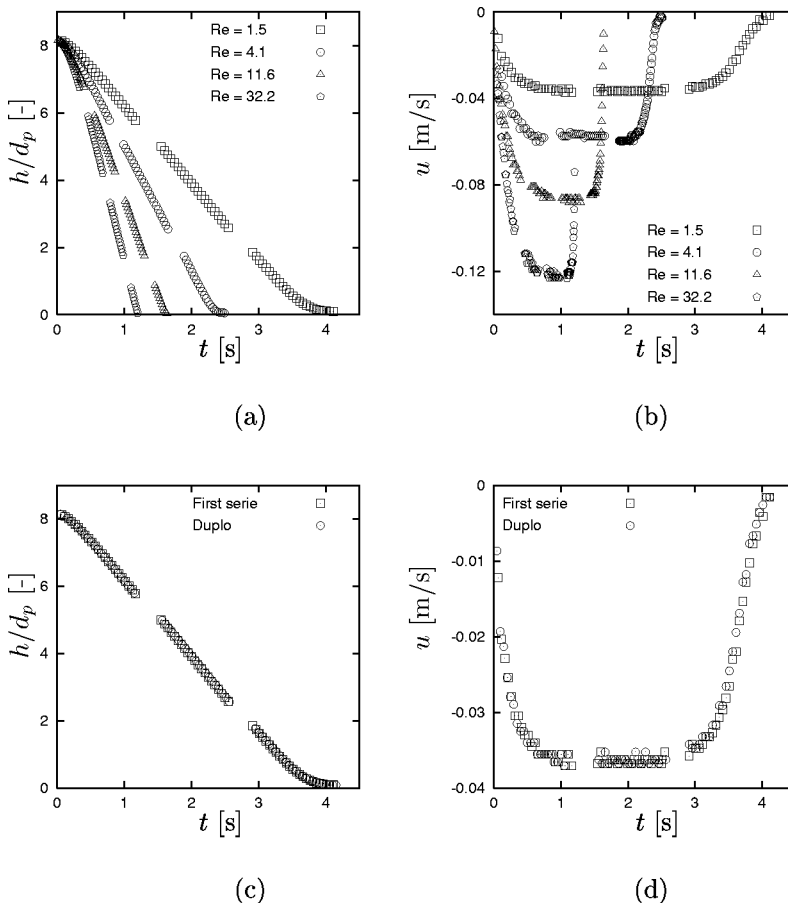 h/d_p [-]
8
6
4
2
0
0 1 2 3 4
t [s]
Re = 1.5
Re = 4.1
Re = 11.6
Re = 32.2
(a)
u [m/s]
0
-0.04
-0.08
-0.12
0 1 2 3 4
t [s]
Re = 1.5
Re = 4.1
Re = 11.6
Re = 32.2
(b)
h/d_p [-]
8
6
4
2
0
0 1 2 3 4
t [s]
First serie
Duplo
(c)
u [m/s]
0
-0.01
-0.02
-0.03
-0.04
0 1 2 3 4
t [s]
First serie
Duplo
(d)